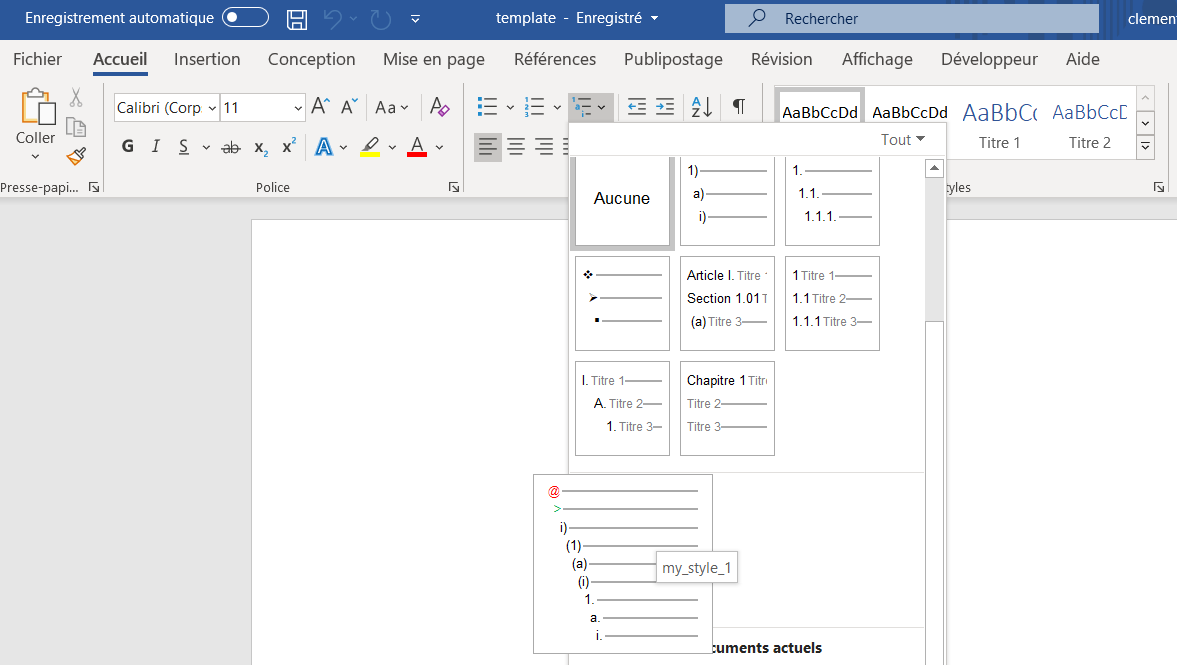 Enregistrement automatique
template - Enregistré
Rechercher
clement
Fichier
Accueil
Insertion
Conception
Mise en page
Références
Publipostage
Révision
Affichage
Développeur
Aide
Coller
Presse-papi...
Calibri (Corp
11
Aa
G I S ab x₂ x² A A
Police
AaBbCcDd
AaBbCcDd
AaBbCc
AaBbCcD
Titre 1
Titre 2
yles
Tout
Aucune
1)
a)
i)
1.
1.1.
1.1.1.
Article I. Titre
Section 1.01
(a) Titre 3
1 Titre 1
1.1 Titre 2
1.1.1 Titre 3
I. Titre 1
A. Titre 2
1. Titre 3
Chapitre 1 Titre
Titre 2
Titre 3
@
>
i)
(1)
(a)
(i)
1.
a.
i.
my_style_1
cuments actuels